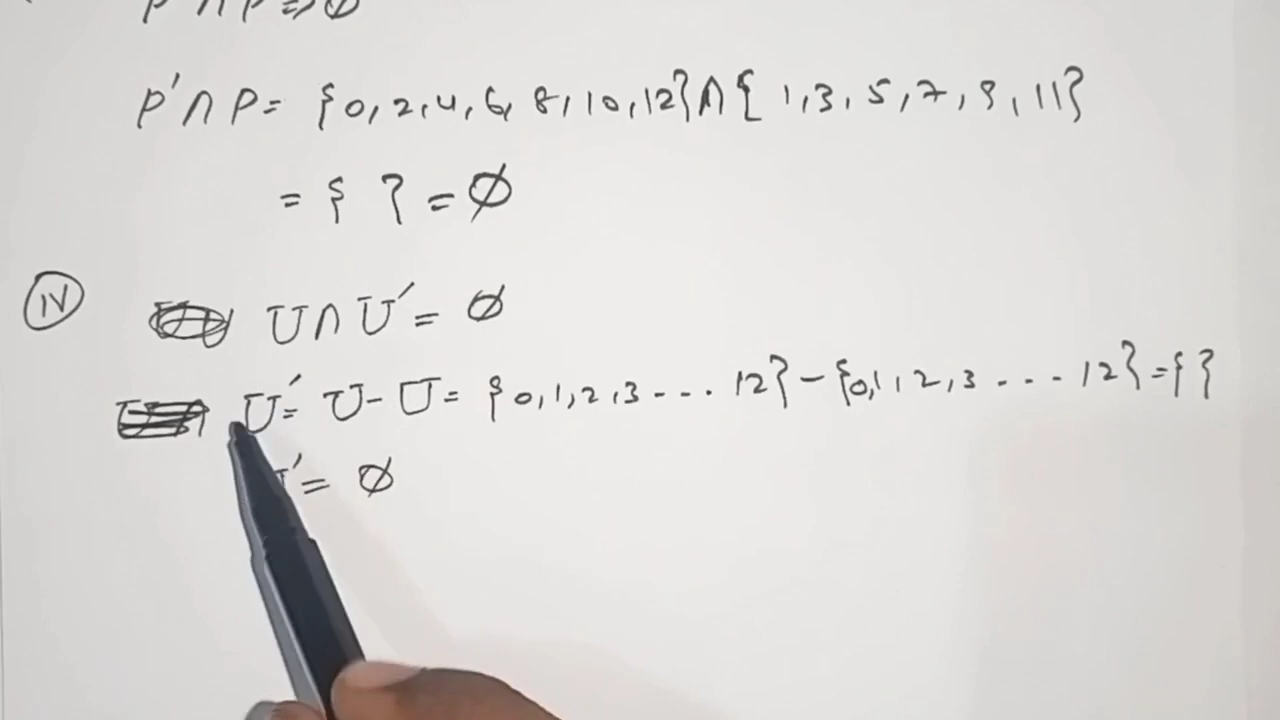 P' ∩ P => ∅
P' ∩ P = {0, 2, 4, 6, 8, 10, 12} ∩ { 1, 3, 5, 7, 9, 11}
= { } = ∅
(IV) U ∩ U' = ∅
U' = U - U = {0, 1, 2, 3 - - - . 12} - {0, 1, 2, 3 - - - . 12} = { }
U' = ∅